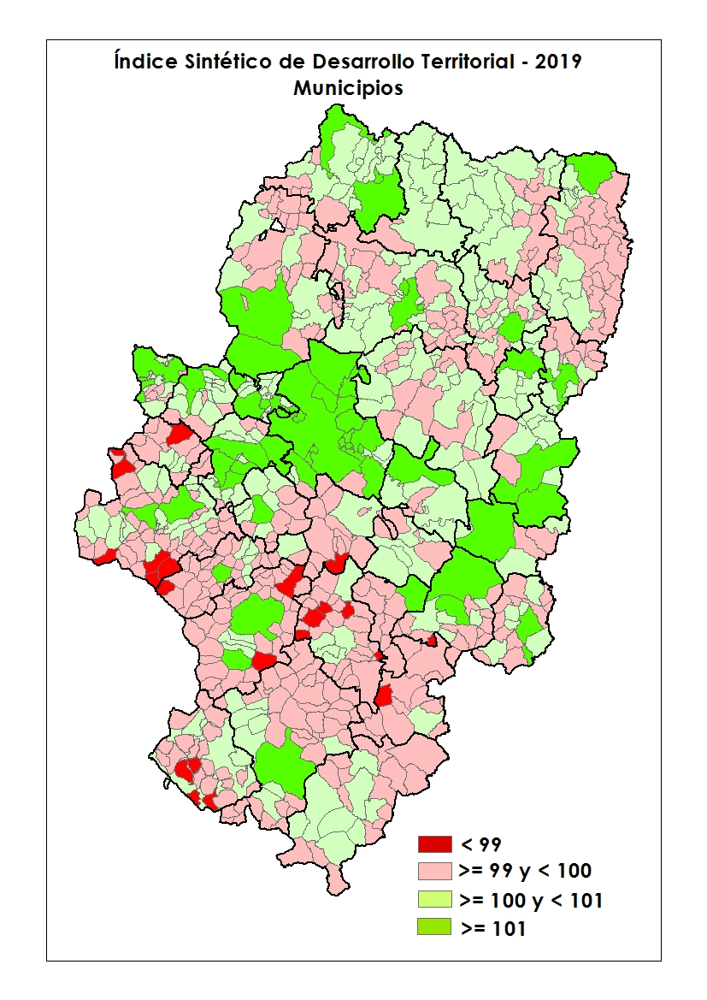 Índice Sintético de Desarrollo Territorial - 2019
Municipios
< 99
>= 99 y < 100
>= 100 y < 101
>= 101